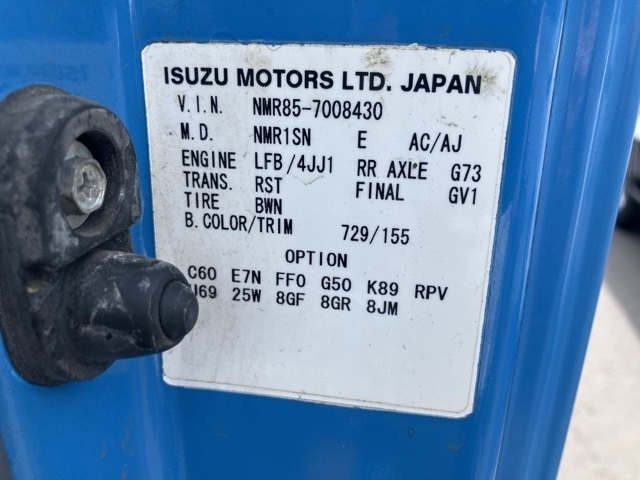 ISUZU MOTORS LTD. JAPAN
V.I.N. NMR85-7008430
M.D. NMR1SN E AC/AJ
ENGINE LFB/4JJ1 RR AXLE G73
TRANS. RST FINAL GV1
TIRE BWN
B.COLOR/TRIM 729/155
OPTION
C60 E7N FF0 G50 K89 RPV
25W 8GF 8GR 8JM